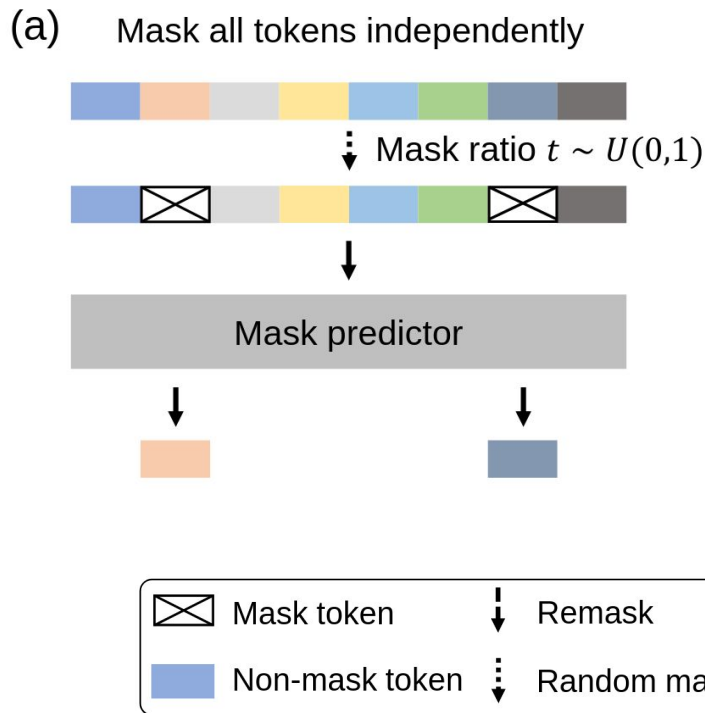 (a) Mask all tokens independently
Mask ratio t ~ U(0,1)
Mask predictor
Mask token
Remask
Non-mask token
Random ma